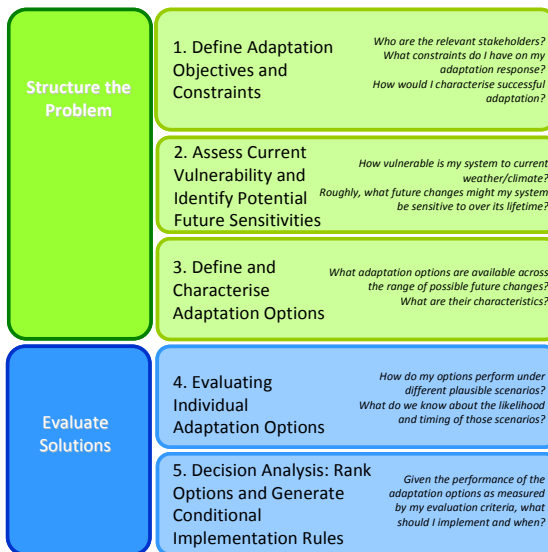 Structure the
Problem
1. Define Adaptation
Objectives and
Constraints
Who are the relevant stakeholders?
What constraints do I have on my
adaptation response?
How would I characterise successful
adaptation?
2. Assess Current
Vulnerability and
Identify Potential
Future Sensitivities
How vulnerable is my system to current
weather/climate?
Roughly, what future changes might my system
be sensitive to over its lifetime?
3. Define and
Characterise
Adaptation Options
What adaptation options are available across
the range of possible future changes?
What are their characteristics?
Evaluate
Solutions
4. Evaluating
Individual
Adaptation Options
How do my options perform under
different plausible scenarios?
What do we know about the likelihood
and timing of those scenarios?
5. Decision Analysis: Rank
Options and Generate
Conditional
Implementation Rules
Given the performance of the
adaptation options as measured
by my evaluation criteria, what
should I implement and when?